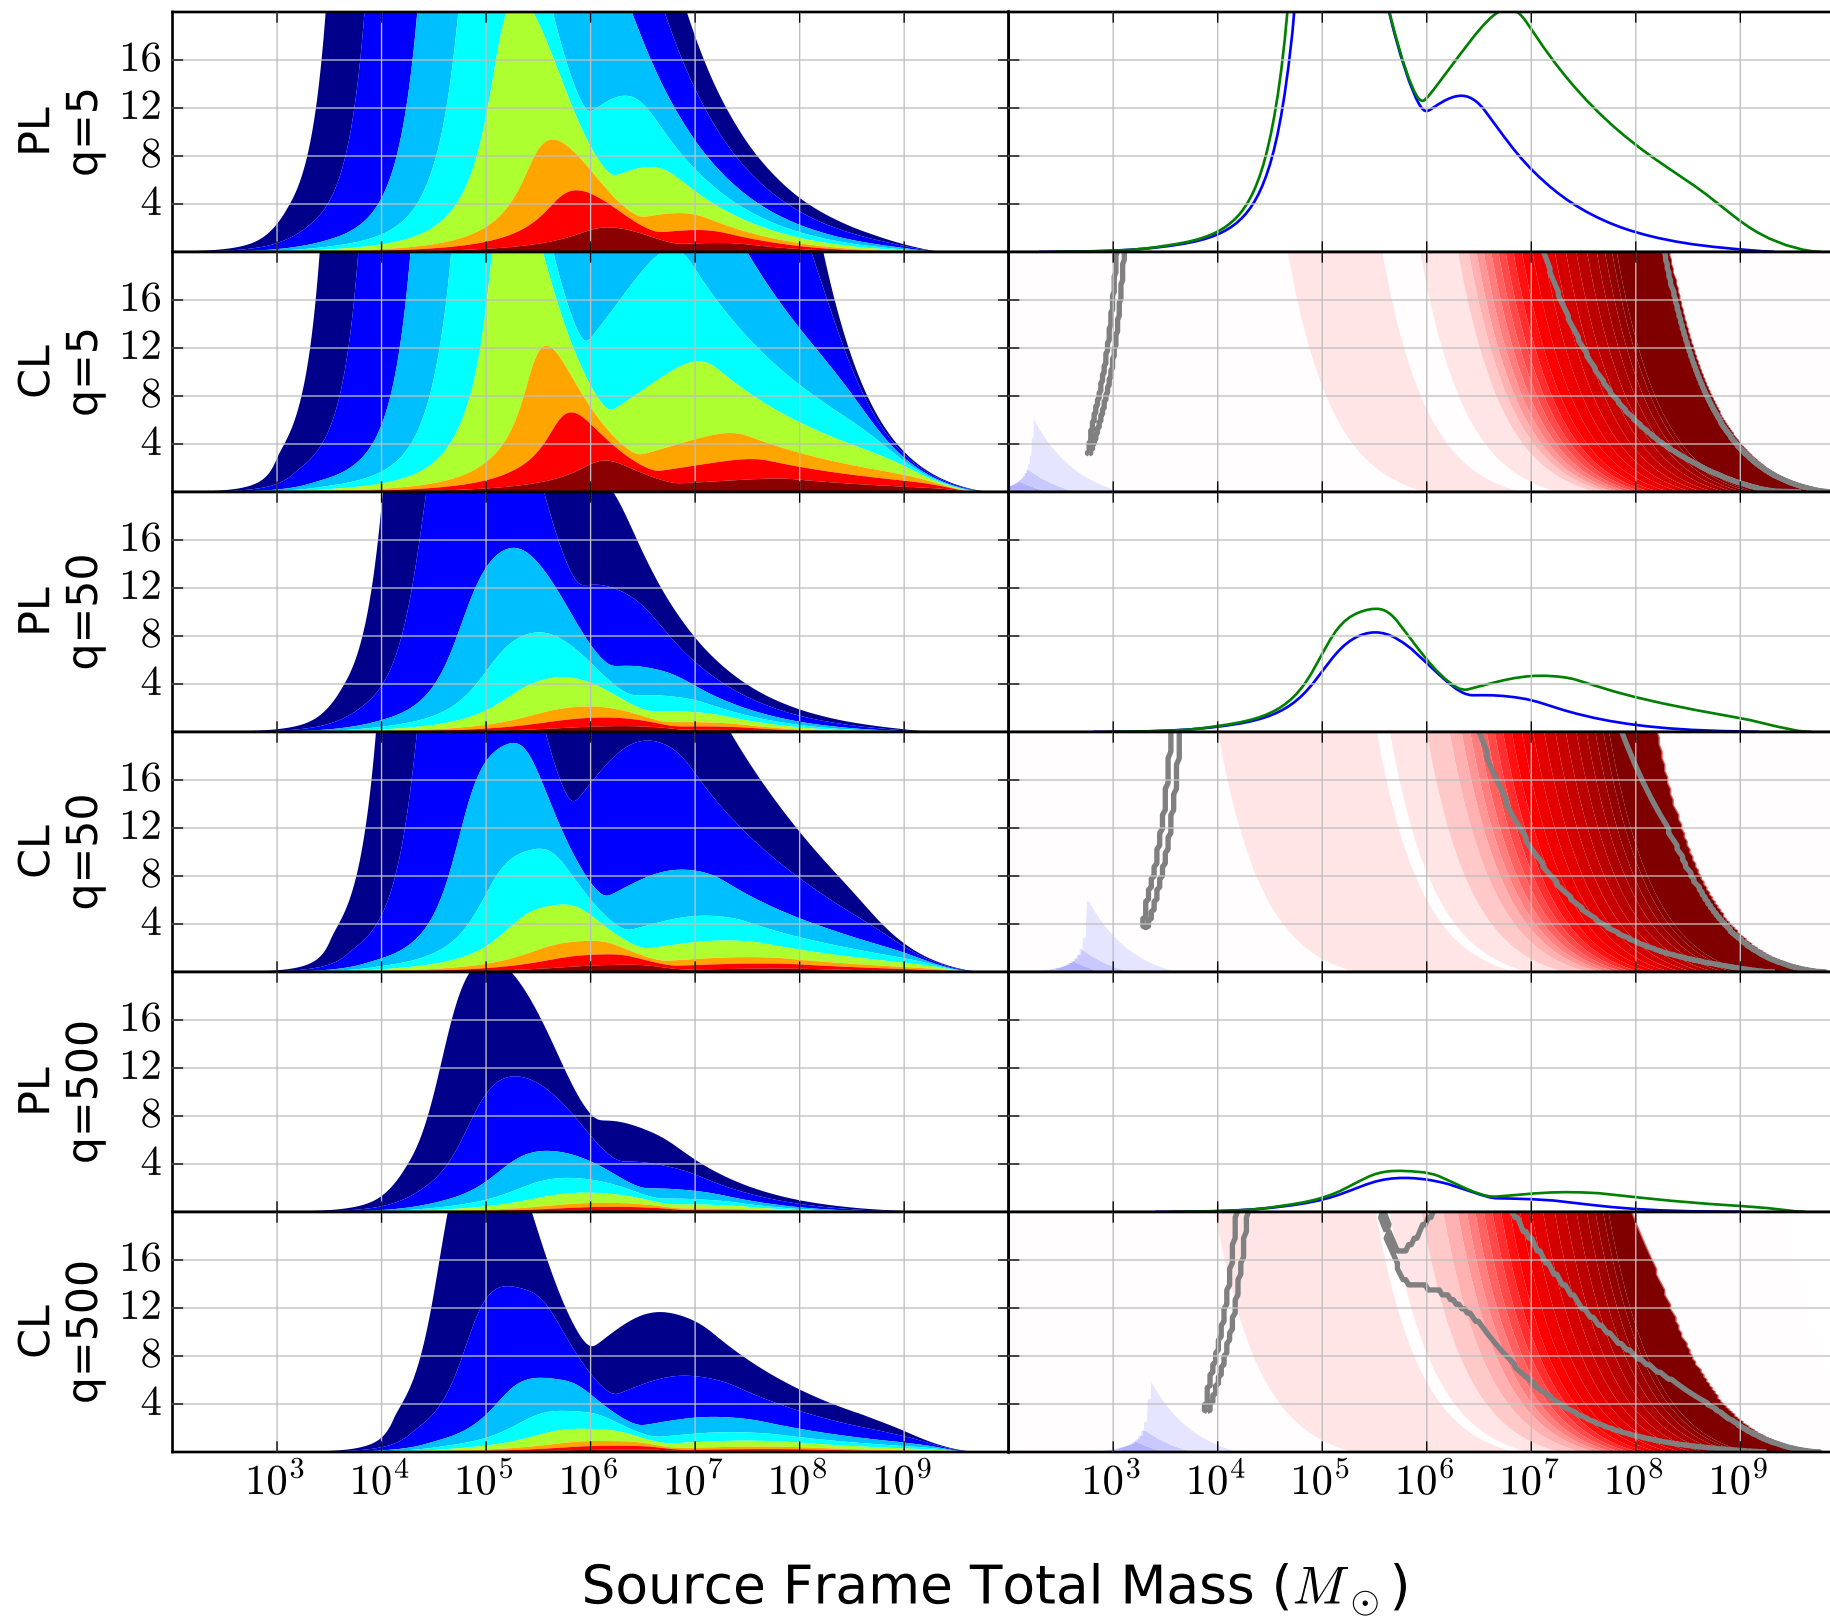 PL
q=5
16
12
8
4
CL
q=5
16
12
8
4
PL
q=50
16
12
8
4
CL
q=50
16
12
8
4
PL
q=500
16
12
8
4
CL
q=500
16
12
8
4
10³ 10⁴ 10⁵ 10⁶ 10⁷ 10⁸ 10⁹ 10³ 10⁴ 10⁵ 10⁶ 10⁷ 10⁸ 10⁹
Source Frame Total Mass (M☉)